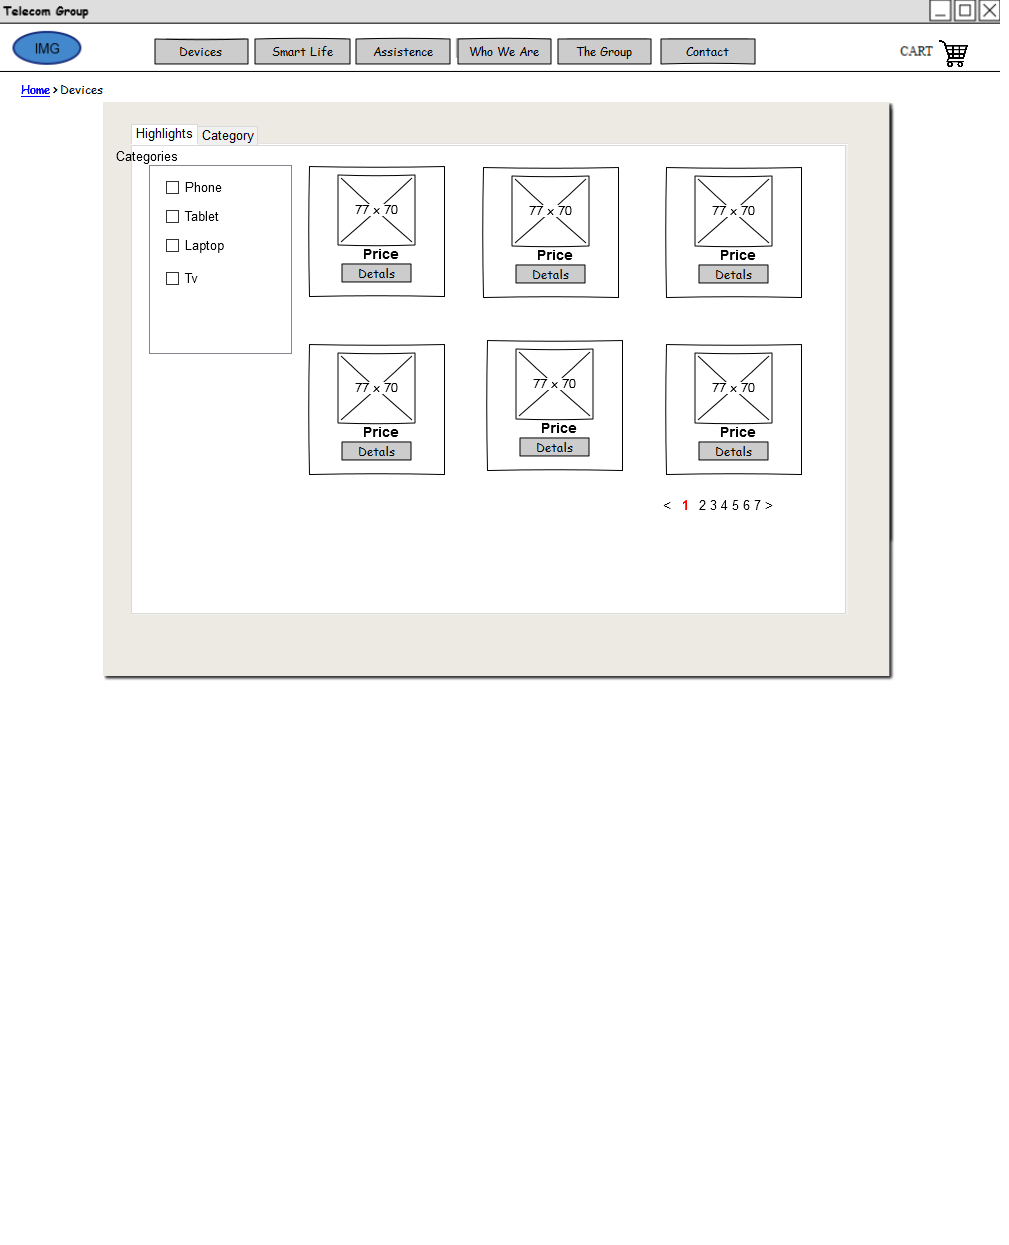 Telecom Group
IMG
Devices Smart Life Assistence Who We Are The Group Contact
CART
Home > Devices
Highlights Category
Categories
Phone
Tablet
Laptop
Tv
77 x 70 77 x 70 77 x 70
Price Price Price
Detals Detals Detals
77 x 70 77 x 70 77 x 70
Price Price Price
Detals Detals Detals
< 1 2 3 4 5 6 7 >